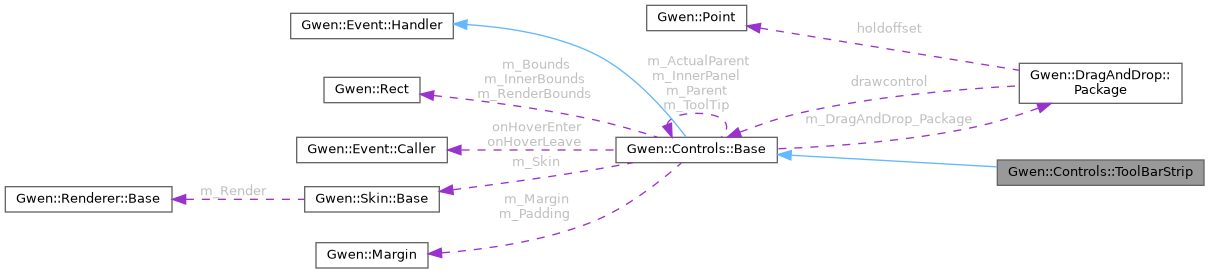 Gwen::Event::Handler
Gwen::Point
holdoffset
m_Bounds
m_InnerBounds
m_RenderBounds
m_ActualParent
m_InnerPanel
m_Parent
m_ToolTip
Gwen::DragAndDrop::
Package
drawcontrol
Gwen::Rect
m_DragAndDrop_Package
onHoverEnter
onHoverLeave
Gwen::Event::Caller
Gwen::Controls::Base
m_Skin
Gwen::Controls::ToolBarStrip
m_Render
Gwen::Renderer::Base
Gwen::Skin::Base
m_Margin
m_Padding
Gwen::Margin